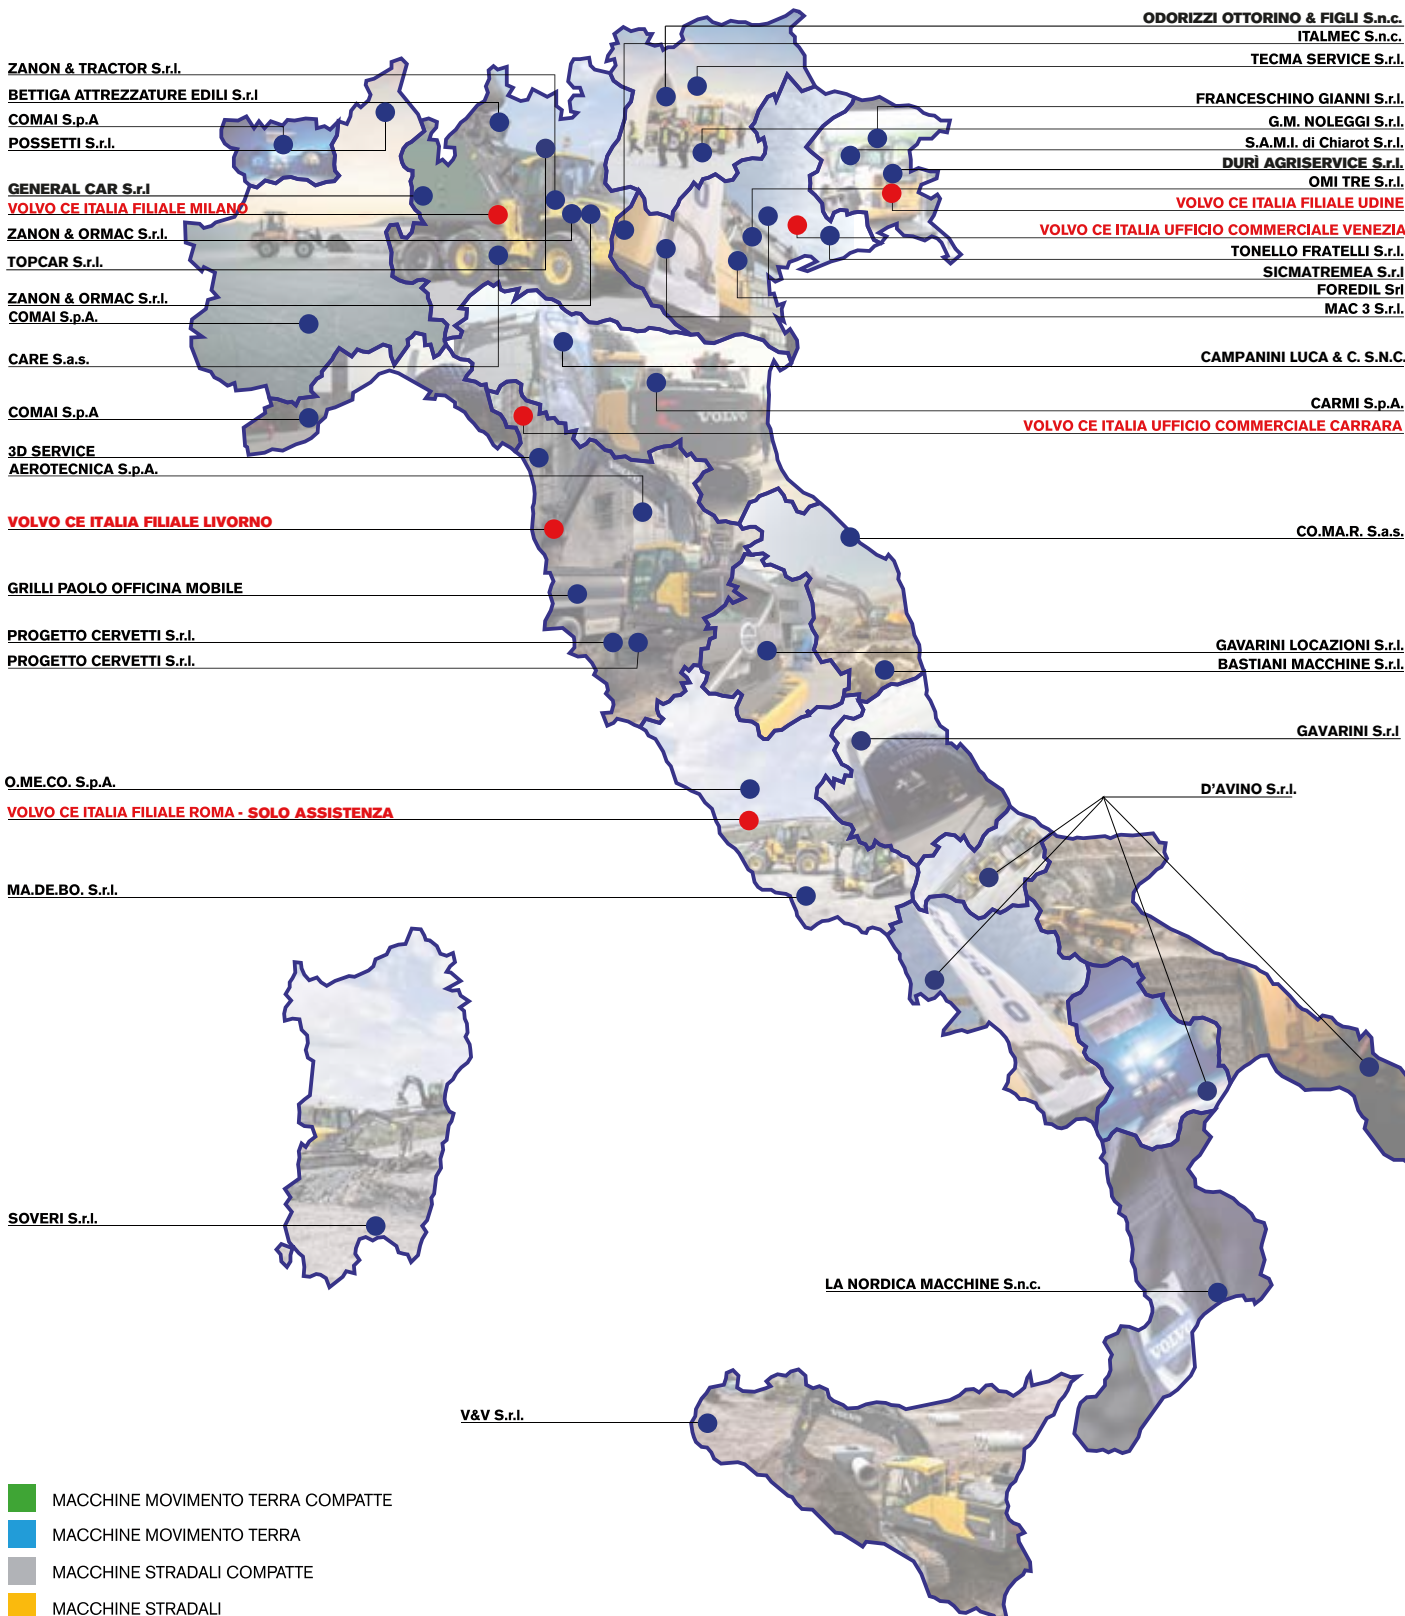 ODORIZZI OTTORINO & FIGLI S.n.c.
ITALMEC S.n.c.
TECMA SERVICE S.r.l.
FRANCESCHINO GIANNI S.r.l.
G.M. NOLEGGI S.r.l.
S.A.M.I. di Chiarot S.r.l.
DURÌ AGRISERVICE S.r.l.
OMI TRE S.r.l.
VOLVO CE ITALIA FILIALE UDINE
VOLVO CE ITALIA UFFICIO COMMERCIALE VENEZIA
TONELLO FRATELLI S.r.l.
SICMATREMEA S.r.l
FOREDIL Srl
MAC 3 S.r.l.
CAMPANINI LUCA & C. S.N.C.
CARMI S.p.A.
VOLVO CE ITALIA UFFICIO COMMERCIALE CARRARA
CO.MA.R. S.a.s.
GAVARINI LOCAZIONI S.r.l.
BASTIANI MACCHINE S.r.l.
GAVARINI S.r.l
D'AVINO S.r.l.
ZANON & TRACTOR S.r.l.
BETTIGA ATTREZZATURE EDILI S.r.l
COMAI S.p.A
POSSETTI S.r.l.
GENERAL CAR S.r.l
VOLVO CE ITALIA FILIALE MILANO
ZANON & ORMAC S.r.l.
TOPCAR S.r.l.
ZANON & ORMAC S.r.l.
COMAI S.p.A.
CARE S.a.s.
COMAI S.p.A
3D SERVICE
AEROTECNICA S.p.A.
VOLVO CE ITALIA FILIALE LIVORNO
GRILLI PAOLO OFFICINA MOBILE
PROGETTO CERVETTI S.r.l.
PROGETTO CERVETTI S.r.l.
O.ME.CO. S.p.A.
VOLVO CE ITALIA FILIALE ROMA - SOLO ASSISTENZA
MA.DE.BO. S.r.l.
SOVERI S.r.l.
LA NORDICA MACCHINE S.n.c.
V&V S.r.l.
VOLVO
VOLVO
MACCHINE MOVIMENTO TERRA COMPATTE
MACCHINE MOVIMENTO TERRA
MACCHINE STRADALI COMPATTE
MACCHINE STRADALI